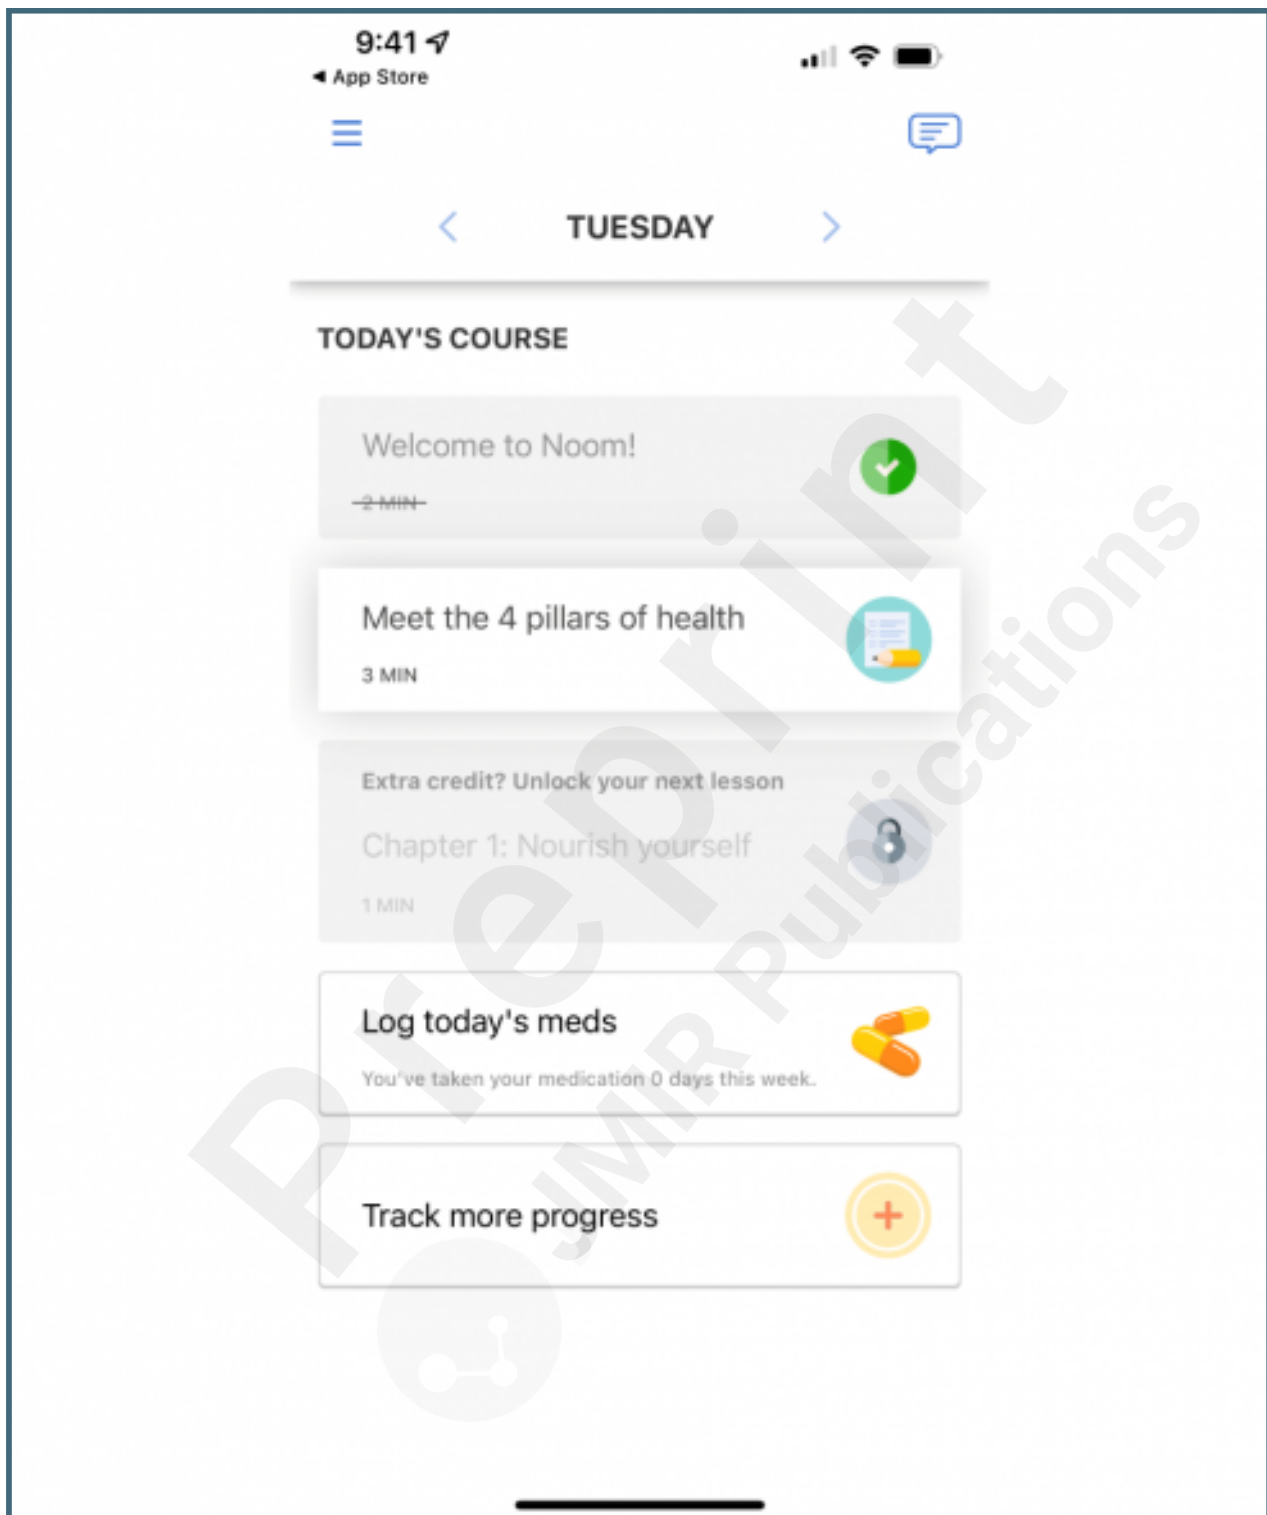 9:41
◀ App Store
TUESDAY
TODAY'S COURSE
Welcome to Noom!
2 MIN
Meet the 4 pillars of health
3 MIN
Extra credit? Unlock your next lesson
Chapter 1: Nourish yourself
1 MIN
Log today's meds
You've taken your medication 0 days this week.
Track more progress
Preprint
JMIR Publications